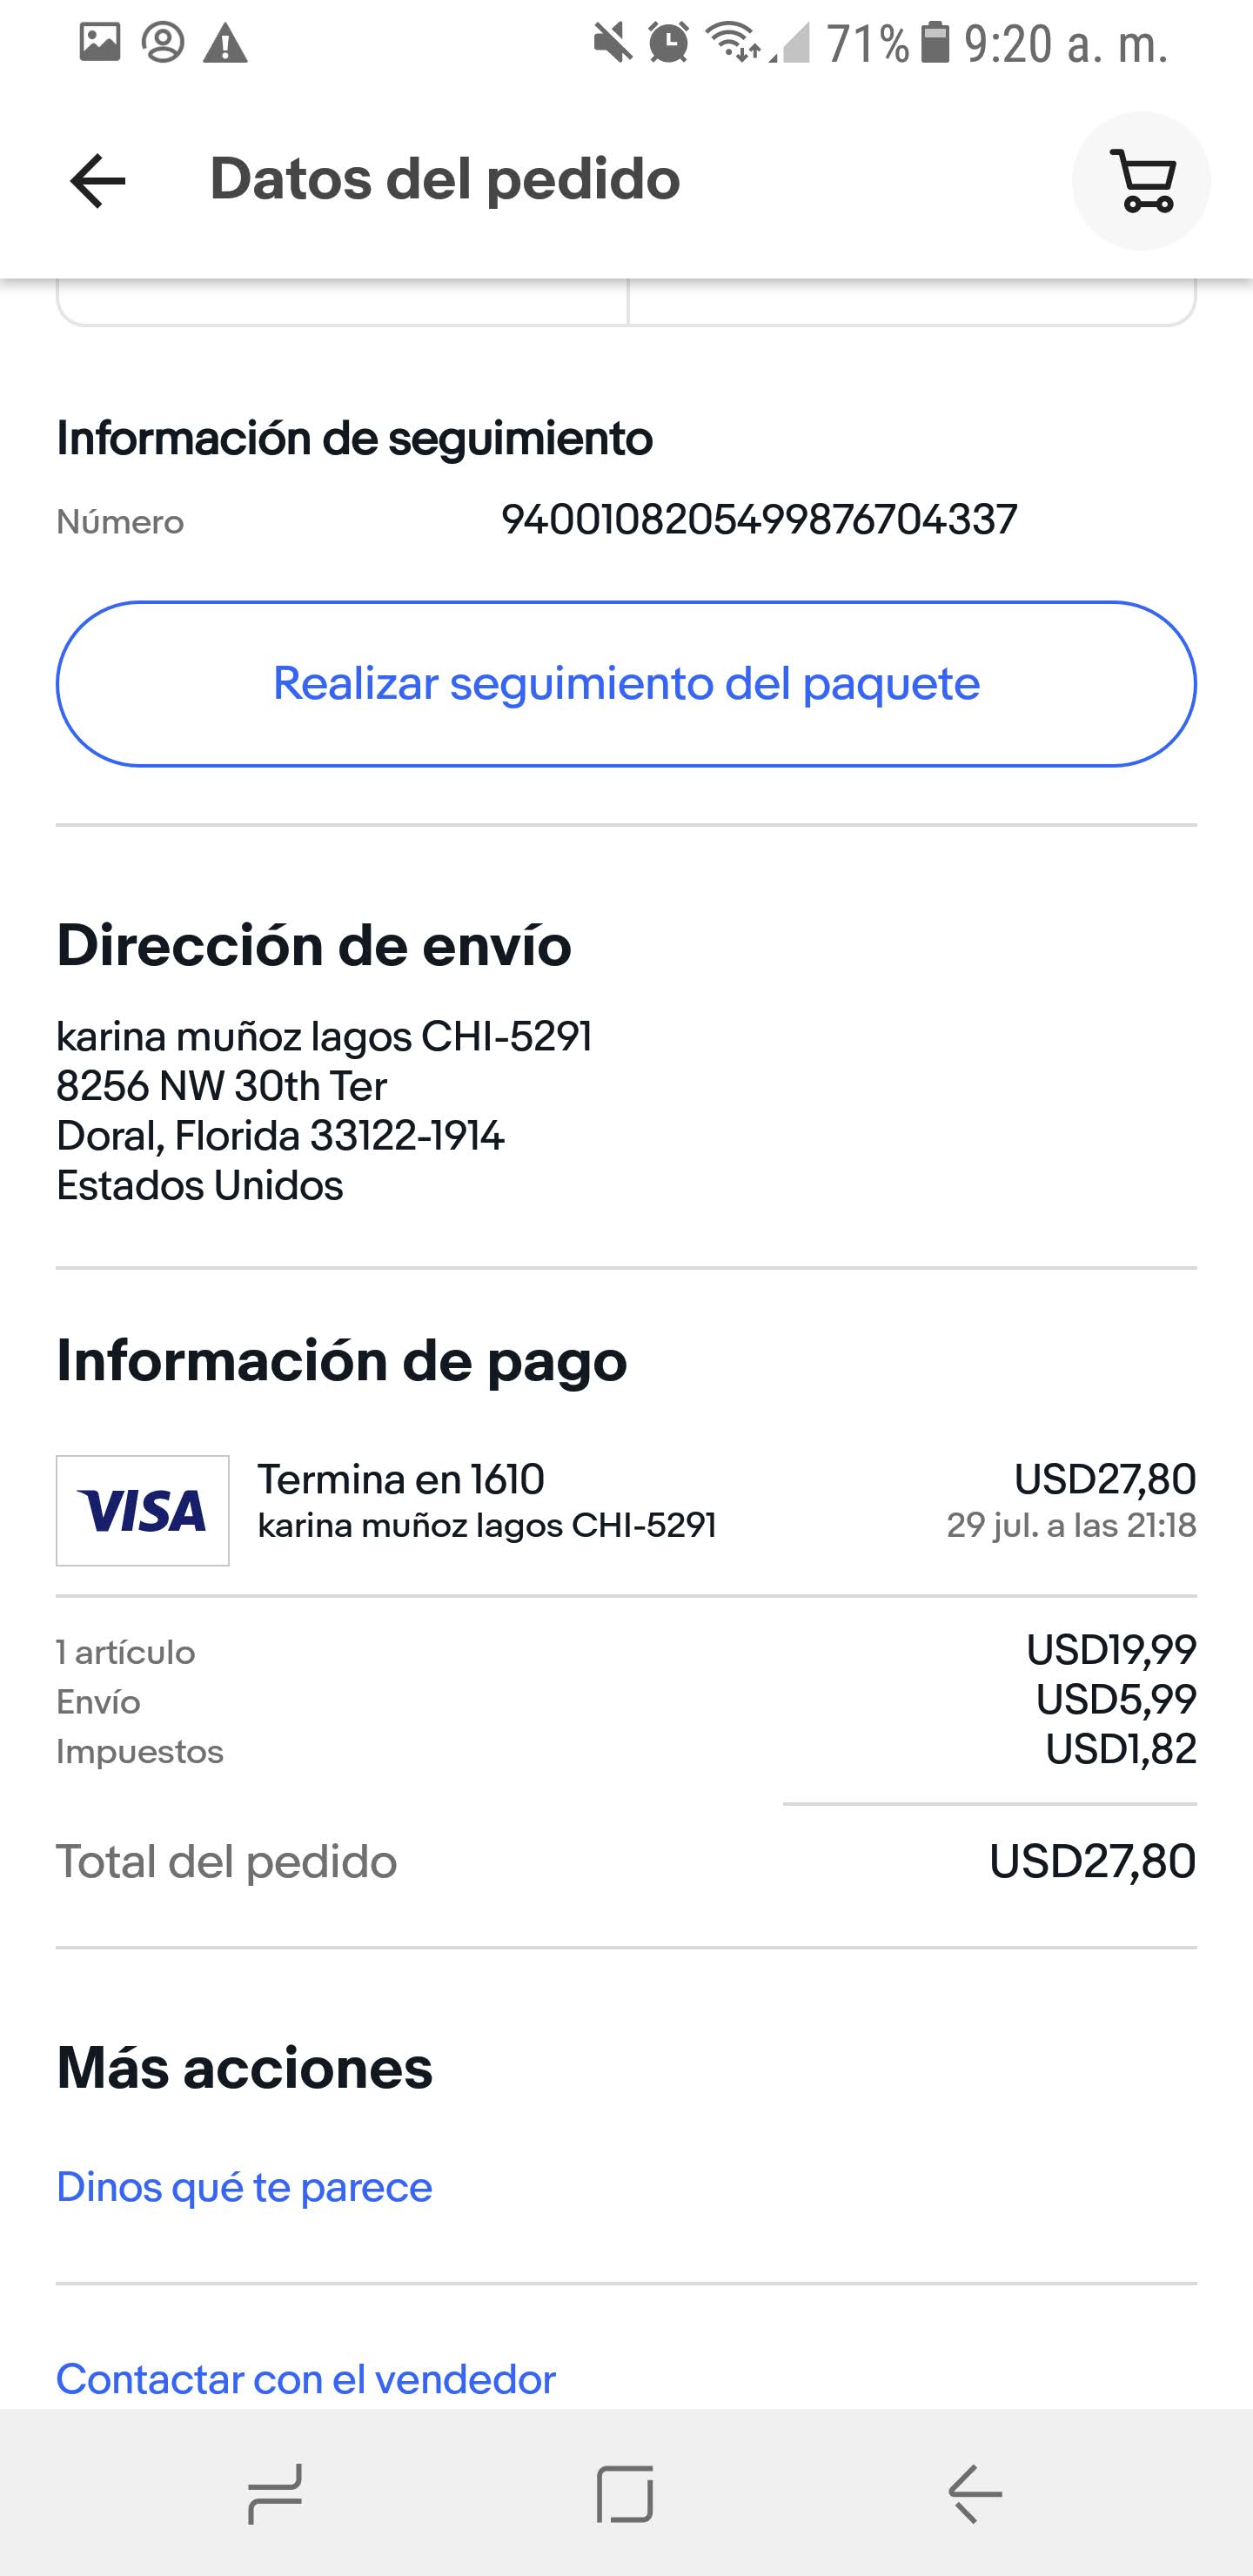 71% 9:20 a. m.
Datos del pedido
Información de seguimiento
Número 9400108205499876704337
Realizar seguimiento del paquete
Dirección de envío
karina muñoz lagos CHI-5291
8256 NW 30th Ter
Doral, Florida 33122-1914
Estados Unidos
Información de pago
VISA Termina en 1610 USD27,80
karina muñoz lagos CHI-5291 29 jul. a las 21:18
1 artículo USD19,99
Envío USD5,99
Impuestos USD1,82
Total del pedido USD27,80
Más acciones
Dinos qué te parece
Contactar con el vendedor